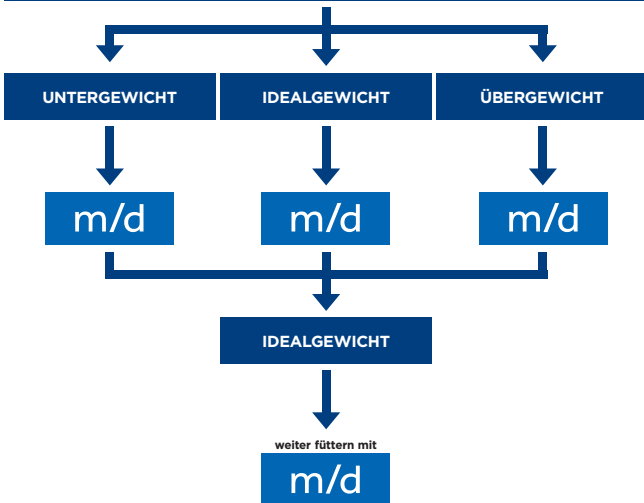 UNTERGEWICHT IDEALGEWICHT ÜBERGEWICHT
m/d m/d m/d
IDEALGEWICHT
weiter füttern mit
m/d